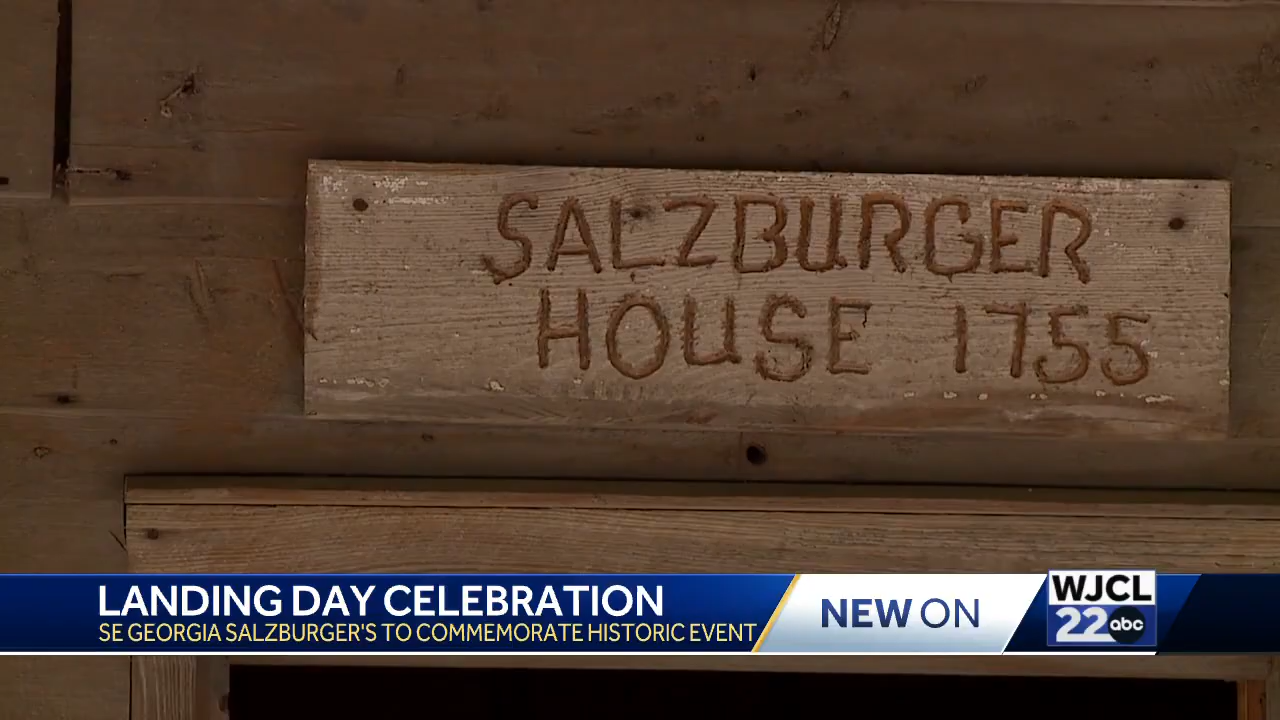 SALZBURGER
HOUSE 1755
LANDING DAY CELEBRATION
SE GEORGIA SALZBURGER'S TO COMMEMORATE HISTORIC EVENT
NEW ON
WJCL
22 abc